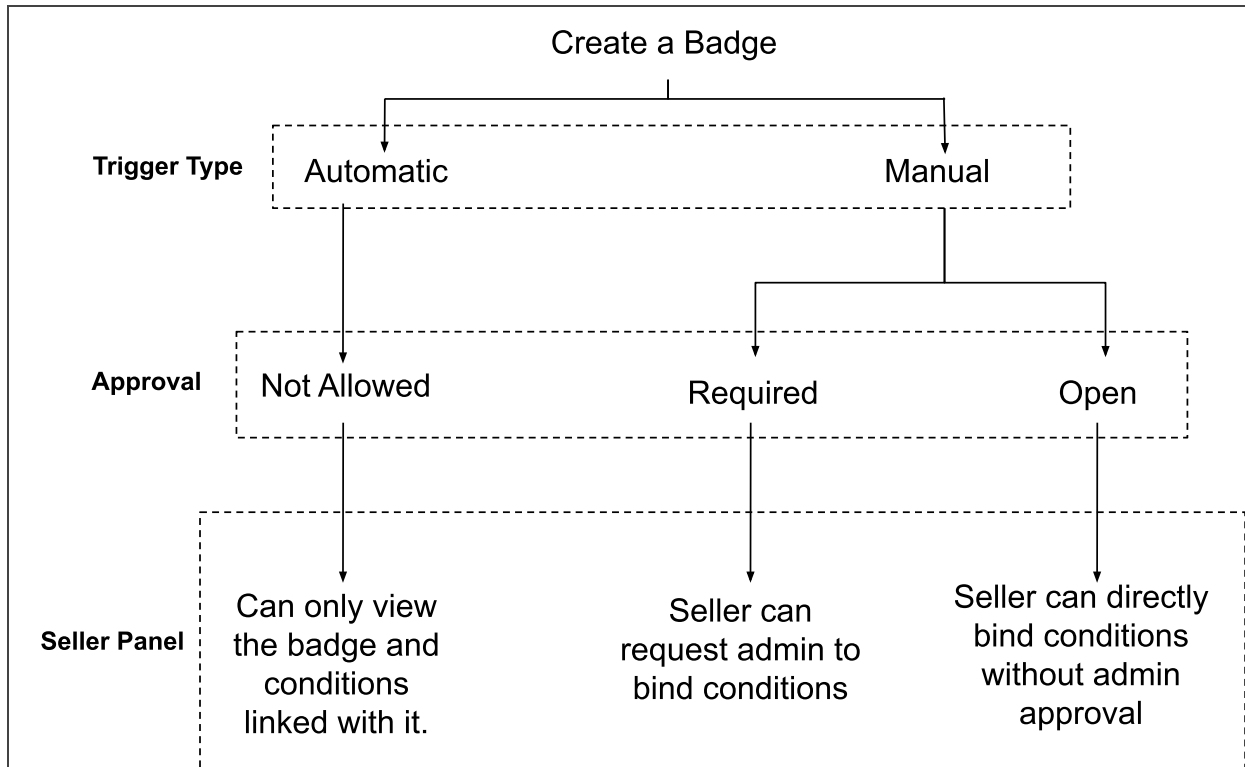 Create a Badge
Trigger Type
Automatic
Manual
Approval
Not Allowed
Required
Open
Seller Panel
Can only view
the badge and
conditions
linked with it.
Seller can
request admin to
bind conditions
Seller can directly
bind conditions
without admin
approval